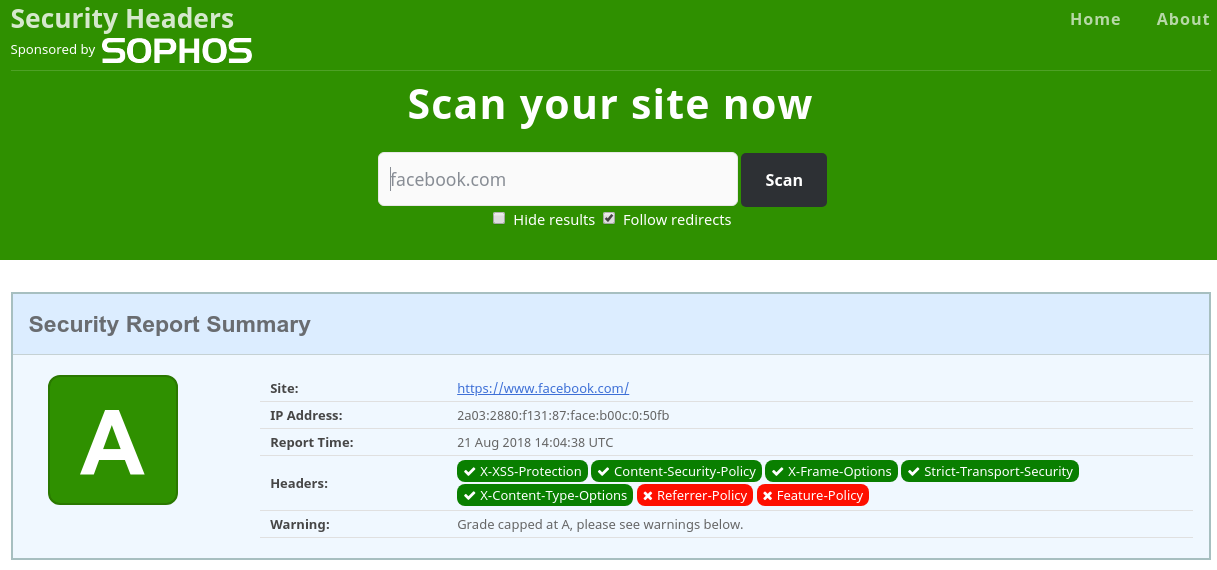 Security Headers
Home About
Sponsored by SOPHOS
Scan your site now
facebook.com Scan
Hide results Follow redirects
Security Report Summary
A
Site: https://www.facebook.com/
IP Address: 2a03:2880:f131:87:face:b00c:0:50fb
Report Time: 21 Aug 2018 14:04:38 UTC
Headers: X-XSS-Protection Content-Security-Policy X-Frame-Options Strict-Transport-Security
X-Content-Type-Options Referrer-Policy Feature-Policy
Warning: Grade capped at A, please see warnings below.